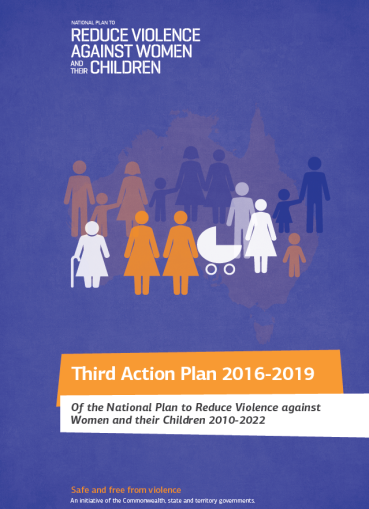 NATIONAL PLAN TO
REDUCE VIOLENCE
AGAINST WOMEN
AND THEIR CHILDREN
Third Action Plan 2016-2019
Of the National Plan to Reduce Violence against
Women and their Children 2010-2022
Safe and free from violence
An initiative of the Commonwealth, state and territory governments.